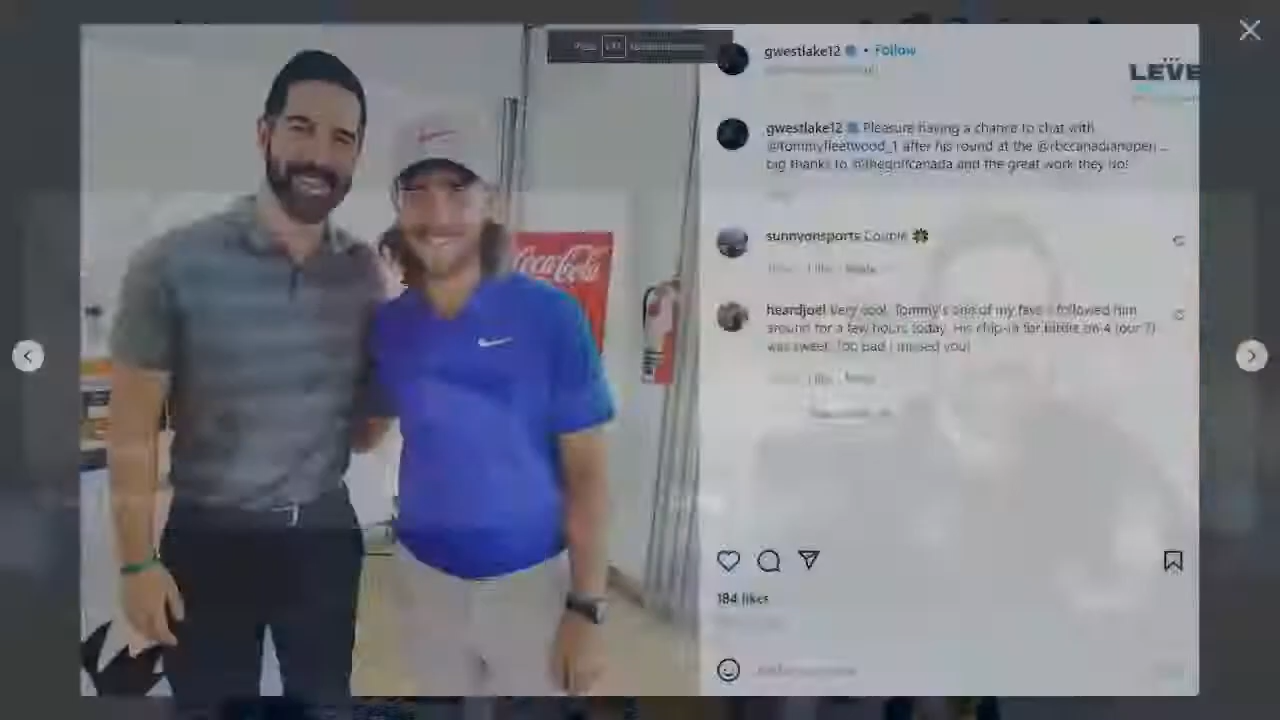 gwestlake12 • Follow
LEVE
gwestlake12 Pleasure having a chance to chat with
@tommyfleetwood_1 after his round at the @rbccanadianopen ...
big thanks to @thegolfcanada and the great work they do!
sunnyonsports Couple
heardjoel Very cool. Tommy's one of my favs I followed him
around for a few hours today. His chip-in for birdie on 4 (our 7)
was sweet. Too bad I missed you!
Coca-Cola
184 likes